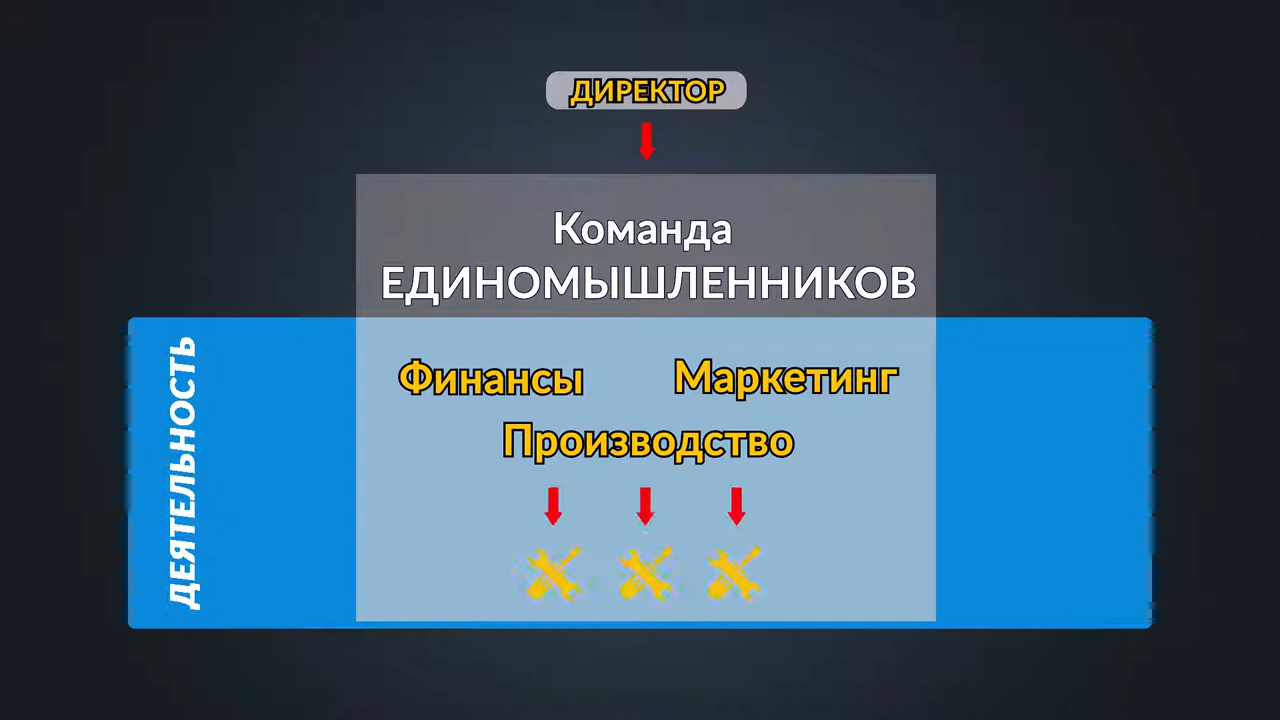 ДИРЕКТОР
Команда
ЕДИНОМЫШЛЕННИКОВ
ДЕЯТЕЛЬНОСТЬ
Финансы
Маркетинг
Производство